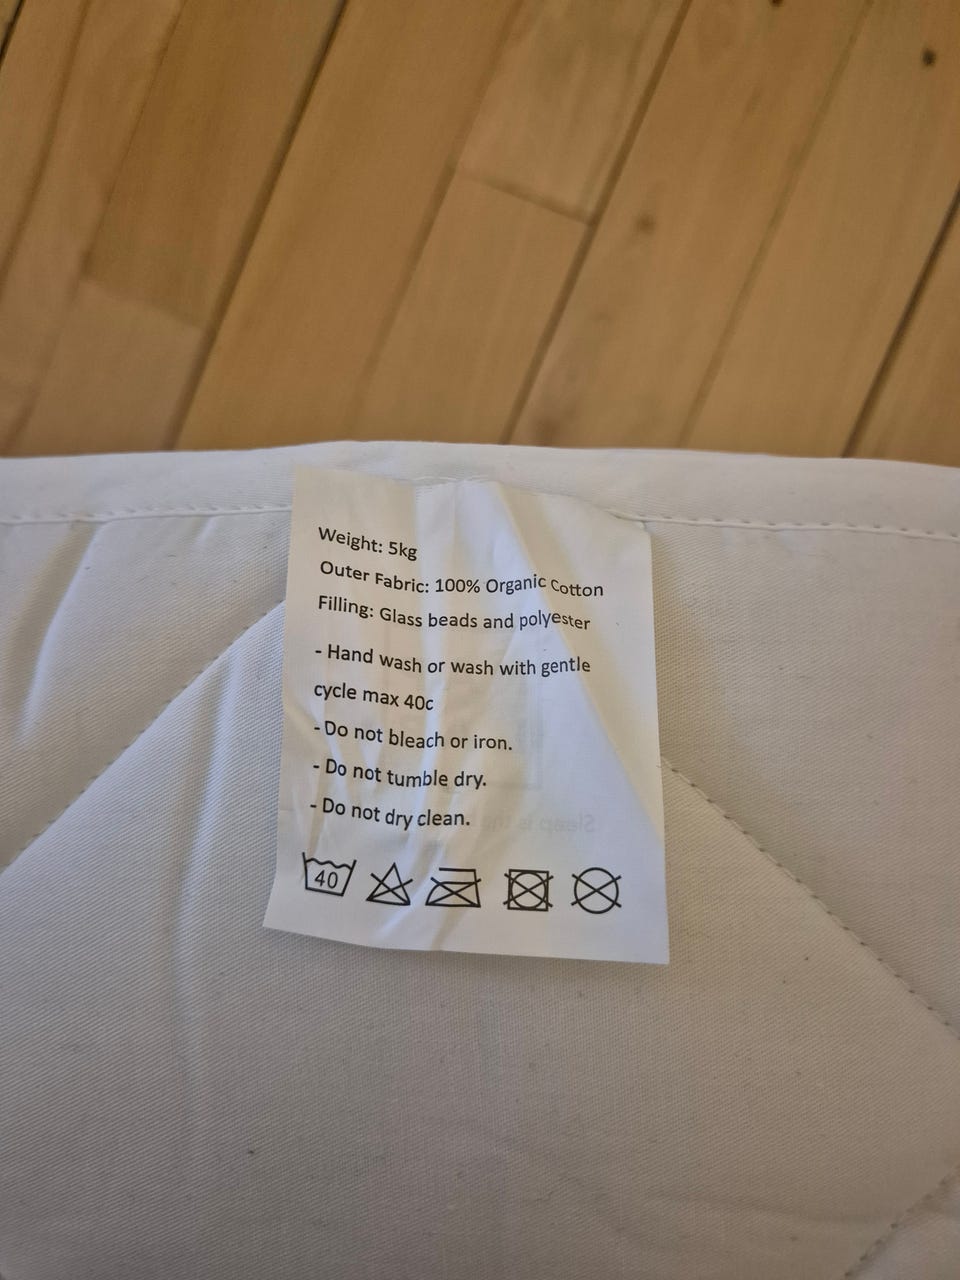 Weight: 5kg
Outer Fabric: 100% Organic Cotton
Filling: Glass beads and polyester
- Hand wash or wash with gentle
cycle max 40c
- Do not bleach or iron.
- Do not tumble dry.
- Do not dry clean.
40